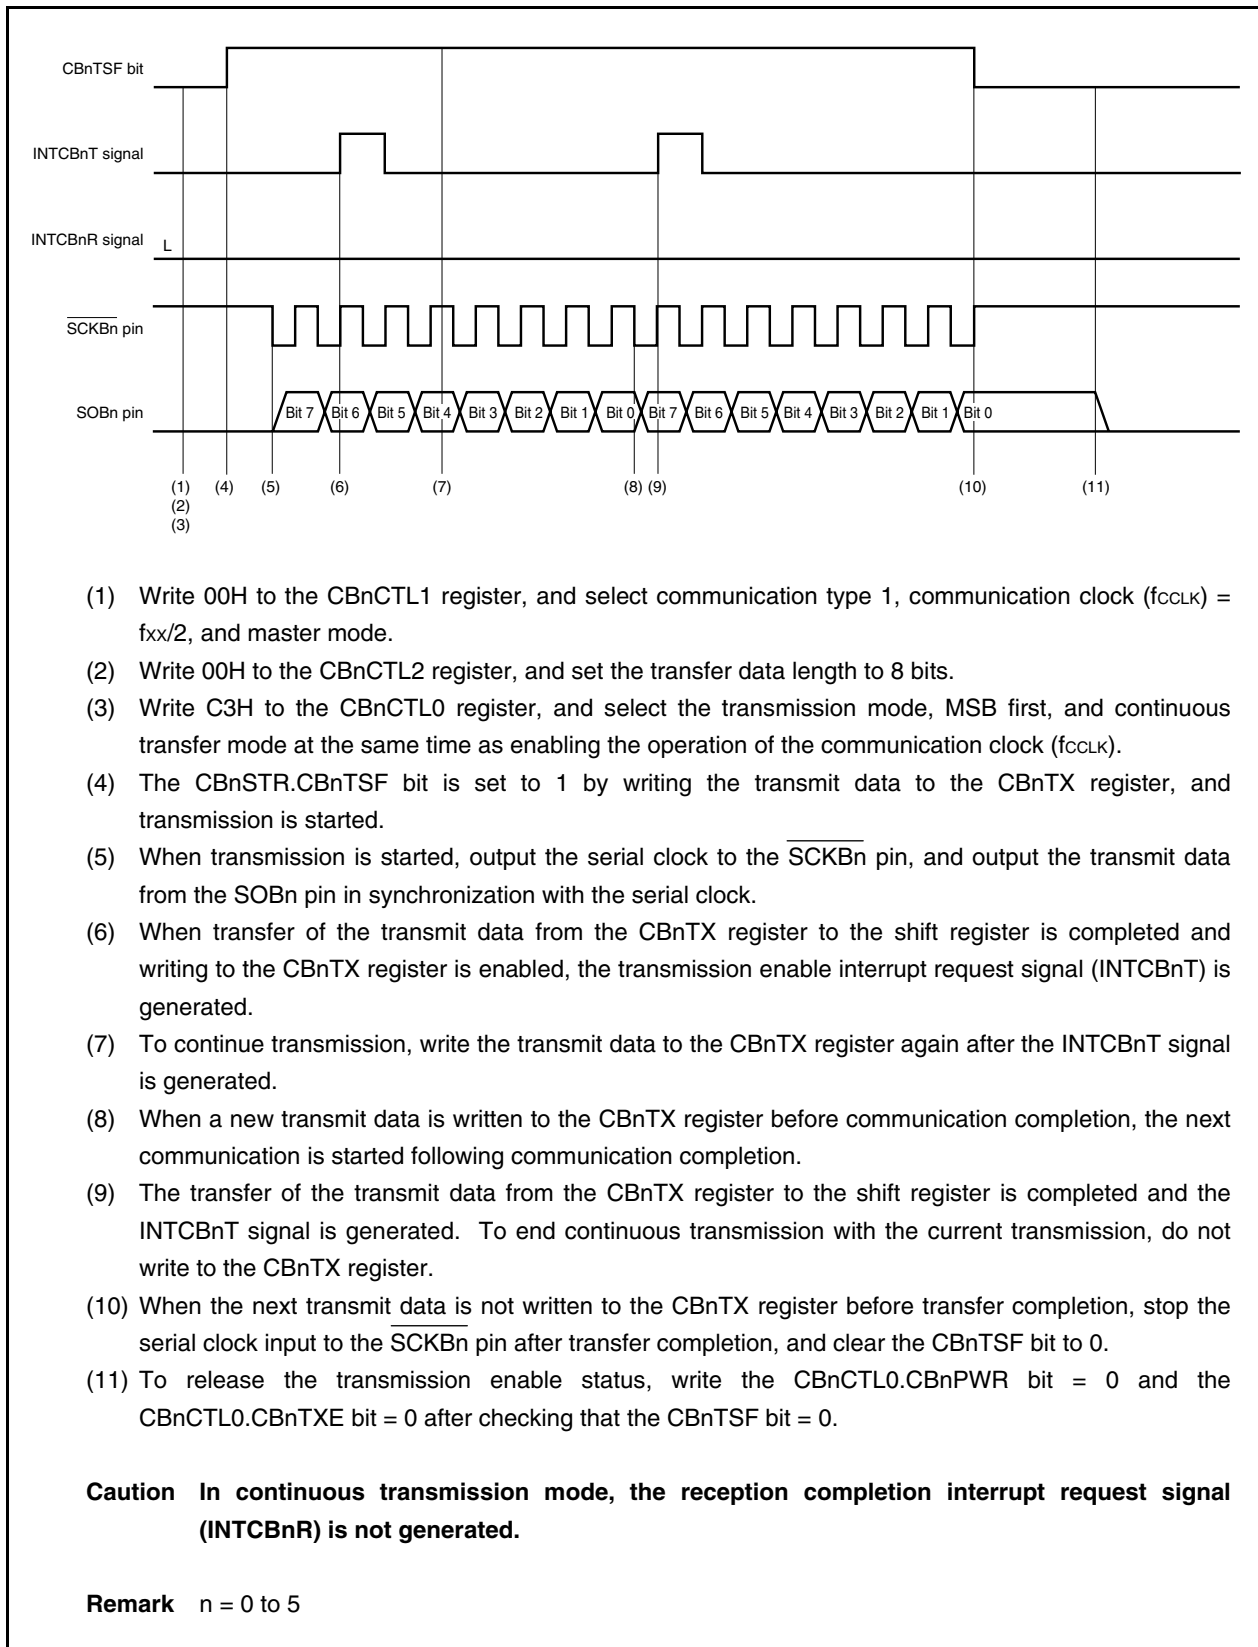 CBnTSF bit
INTCBnT signal
INTCBnR signal L
SCKBn pin
SOBn pin Bit 7 Bit 6 Bit 5 Bit 4 Bit 3 Bit 2 Bit 1 Bit 0 Bit 7 Bit 6 Bit 5 Bit 4 Bit 3 Bit 2 Bit 1 Bit 0
(1) (4) (5) (6) (7) (8) (9) (10) (11)
(2)
(3)
(1) Write 00H to the CBnCTL1 register, and select communication type 1, communication clock (fCCLK) =
fxx/2, and master mode.
(2) Write 00H to the CBnCTL2 register, and set the transfer data length to 8 bits.
(3) Write C3H to the CBnCTL0 register, and select the transmission mode, MSB first, and continuous
transfer mode at the same time as enabling the operation of the communication clock (fCCLK).
(4) The CBnSTR.CBnTSF bit is set to 1 by writing the transmit data to the CBnTX register, and
transmission is started.
(5) When transmission is started, output the serial clock to the SCKBn pin, and output the transmit data
from the SOBn pin in synchronization with the serial clock.
(6) When transfer of the transmit data from the CBnTX register to the shift register is completed and
writing to the CBnTX register is enabled, the transmission enable interrupt request signal (INTCBnT) is
generated.
(7) To continue transmission, write the transmit data to the CBnTX register again after the INTCBnT signal
is generated.
(8) When a new transmit data is written to the CBnTX register before communication completion, the next
communication is started following communication completion.
(9) The transfer of the transmit data from the CBnTX register to the shift register is completed and the
INTCBnT signal is generated. To end continuous transmission with the current transmission, do not
write to the CBnTX register.
(10) When the next transmit data is not written to the CBnTX register before transfer completion, stop the
serial clock input to the SCKBn pin after transfer completion, and clear the CBnTSF bit to 0.
(11) To release the transmission enable status, write the CBnCTL0.CBnPWR bit = 0 and the
CBnCTL0.CBnTXE bit = 0 after checking that the CBnTSF bit = 0.
Caution In continuous transmission mode, the reception completion interrupt request signal
(INTCBnR) is not generated.
Remark n = 0 to 5